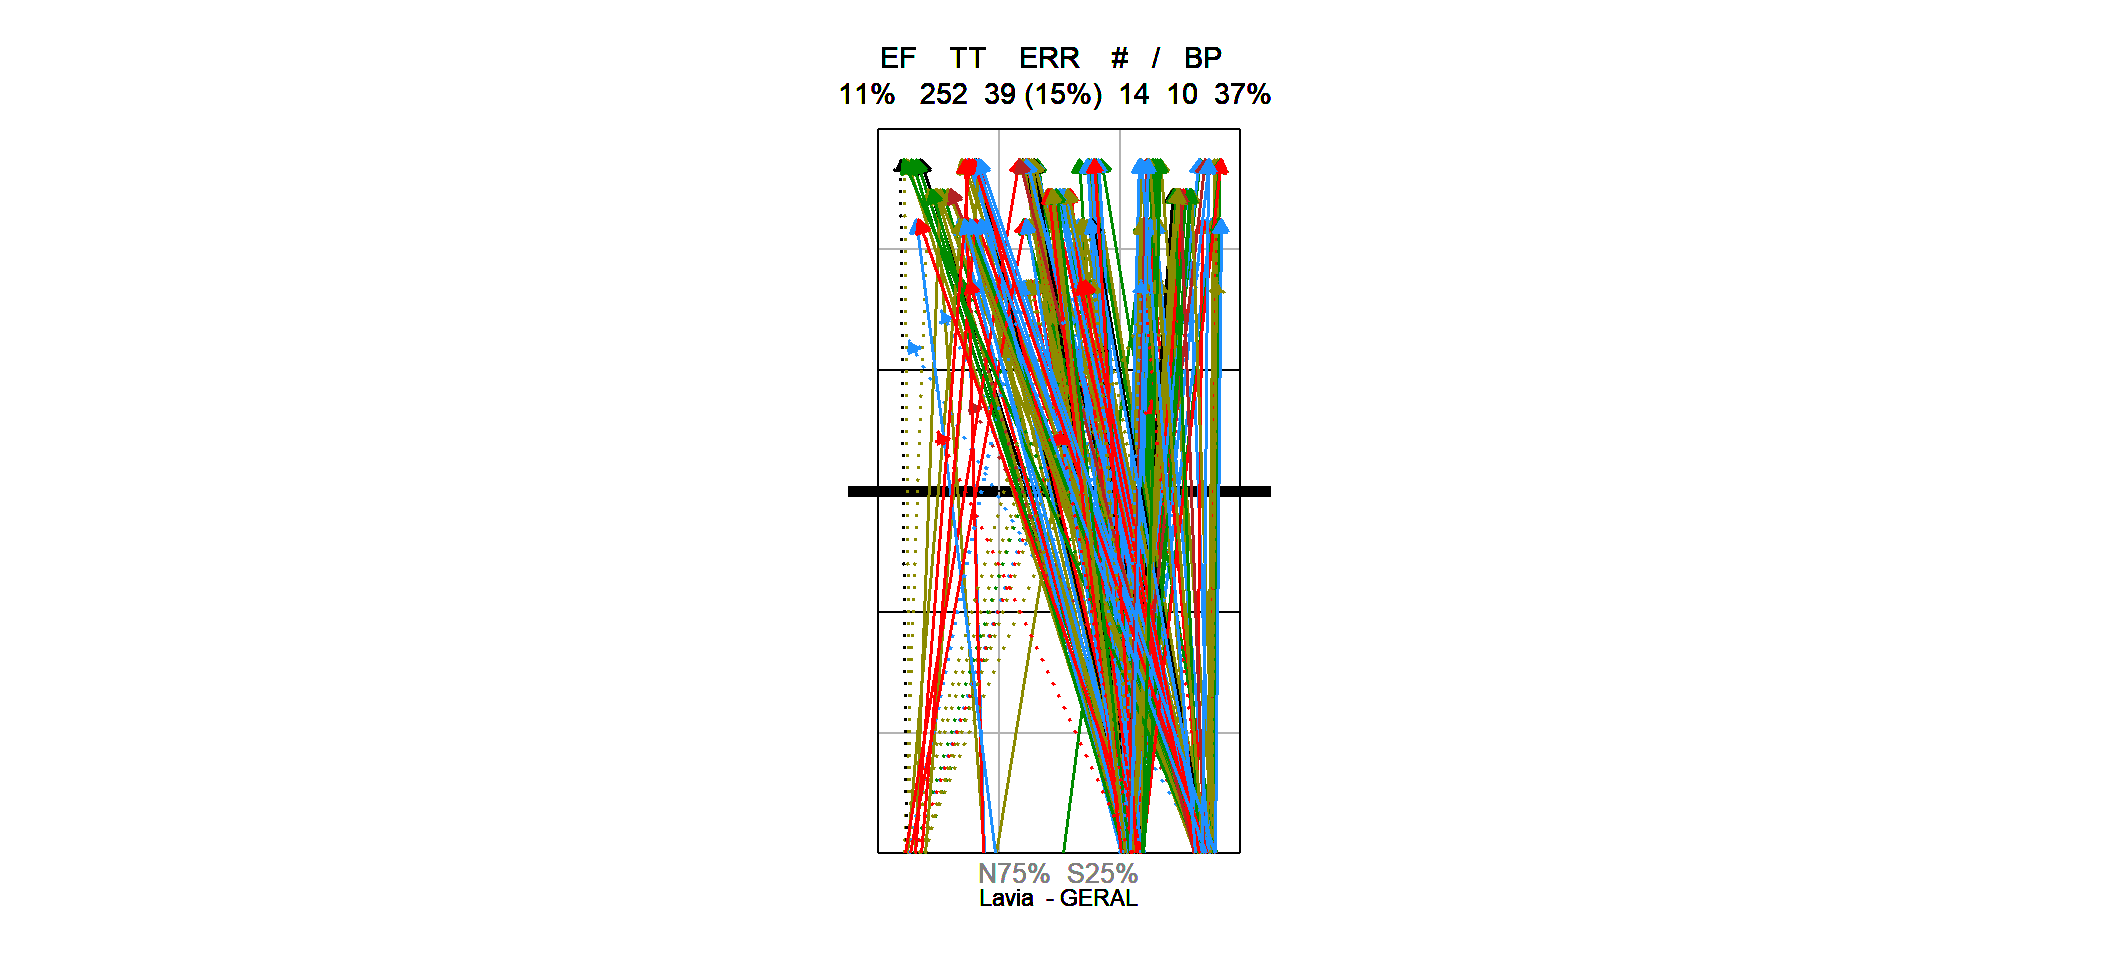 EF TT ERR # / BP
11% 252 39 (15%) 14 10 37%
N75% S25%
Lavia - GERAL